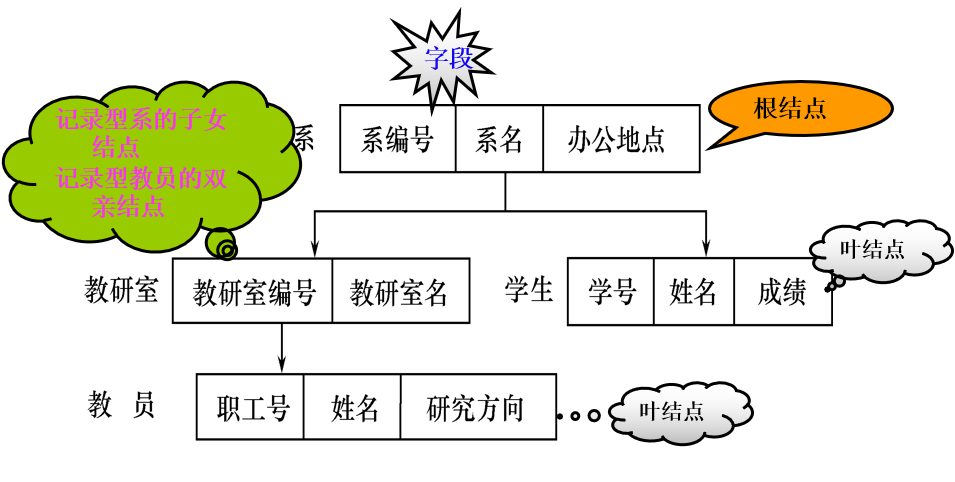 字段
根结点
记录型系的子女
结点
记录型教员的双
亲结点
系 系编号 系名 办公地点
叶结点
教研室 教研室编号 教研室名
学生 学号 姓名 成绩
教 员 职工号 姓名 研究方向
叶结点